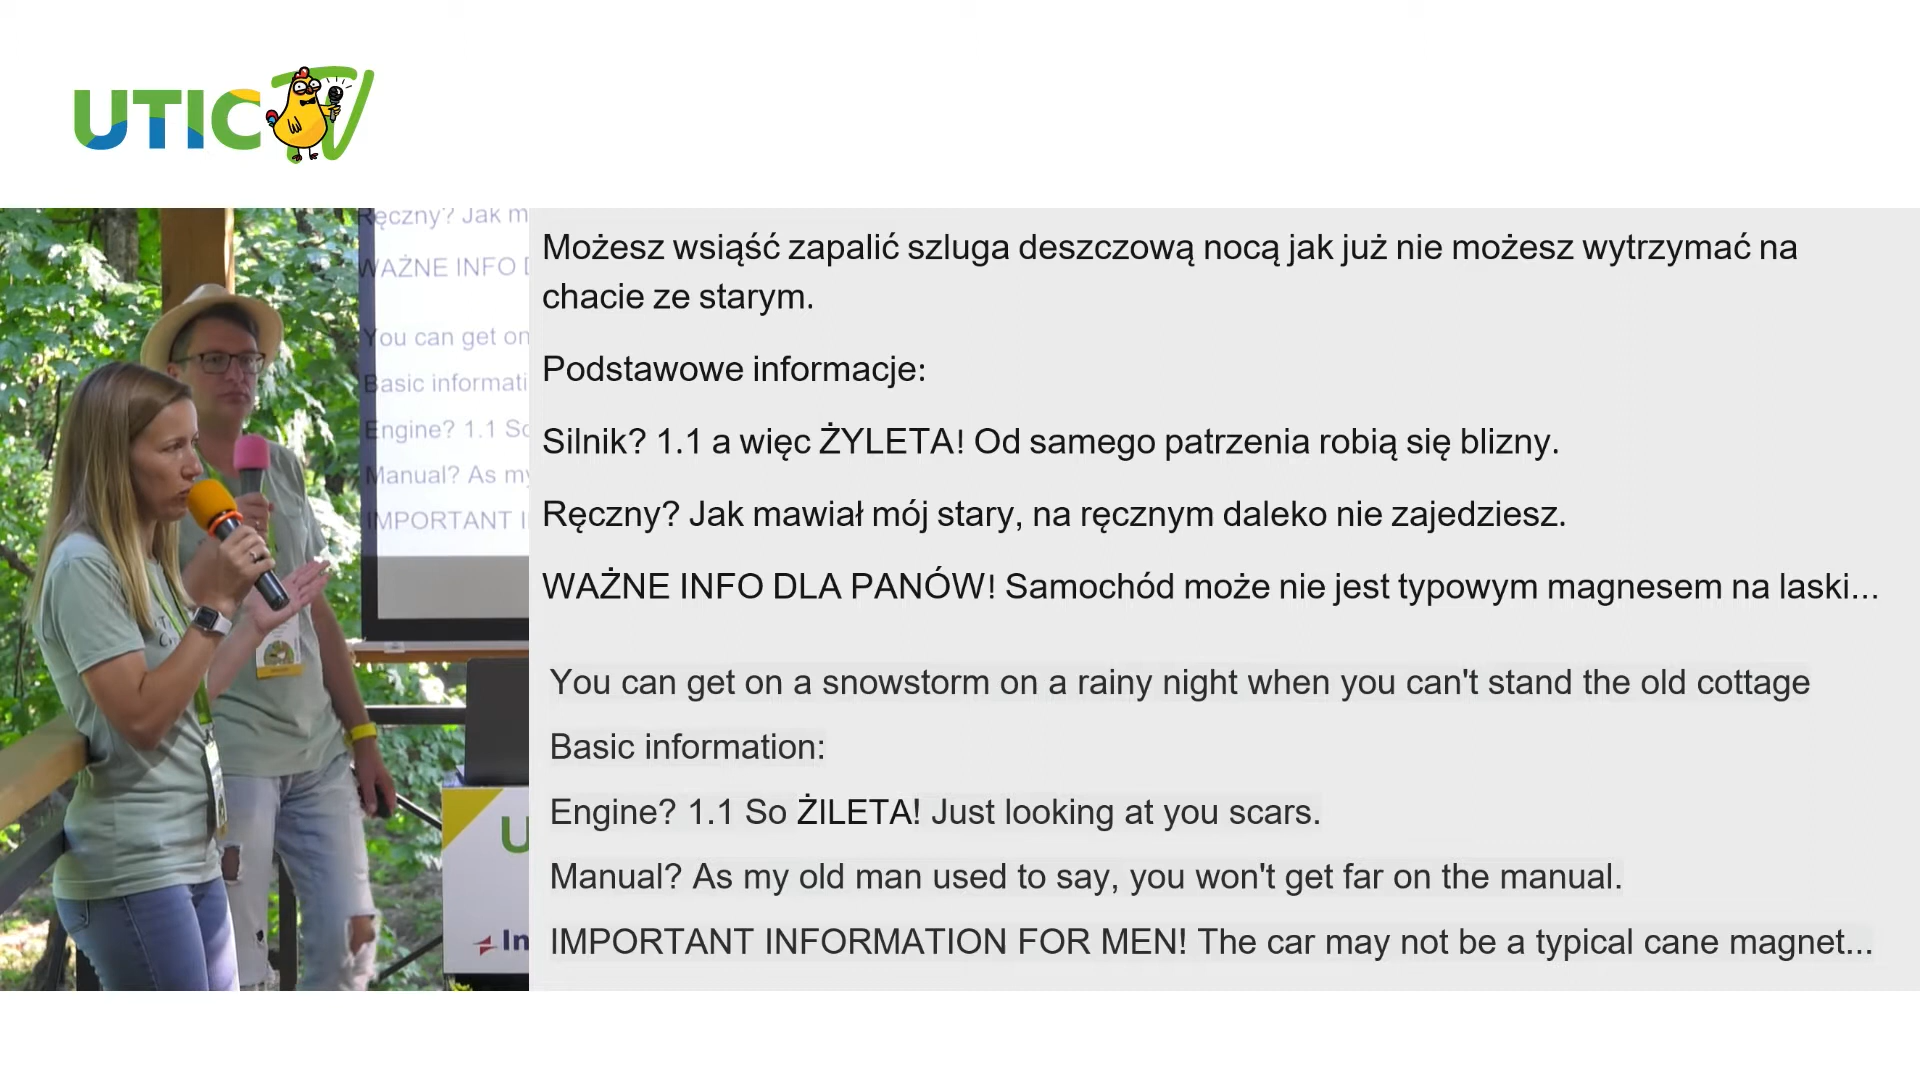 UTIC TV
Ręczny? Jak m
WAŻNE INFO
You can get on
Basic informati
Engine? 1.1 So
Manual? As my
IMPORTANT
U
In
Możesz wsiąść zapalić szluga deszczową nocą jak już nie możesz wytrzymać na
chacie ze starym.
Podstawowe informacje:
Silnik? 1.1 a więc ŻYLETA! Od samego patrzenia robią się blizny.
Ręczny? Jak mawiał mój stary, na ręcznym daleko nie zajedziesz.
WAŻNE INFO DLA PANÓW! Samochód może nie jest typowym magnesem na laski...
You can get on a snowstorm on a rainy night when you can't stand the old cottage
Basic information:
Engine? 1.1 So ŻILETA! Just looking at you scars.
Manual? As my old man used to say, you won't get far on the manual.
IMPORTANT INFORMATION FOR MEN! The car may not be a typical cane magnet...